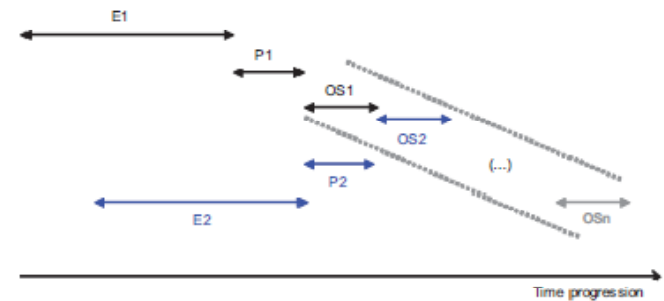 E1
P1
OS1
OS2
(...)
P2
OSn
E2
Time progression